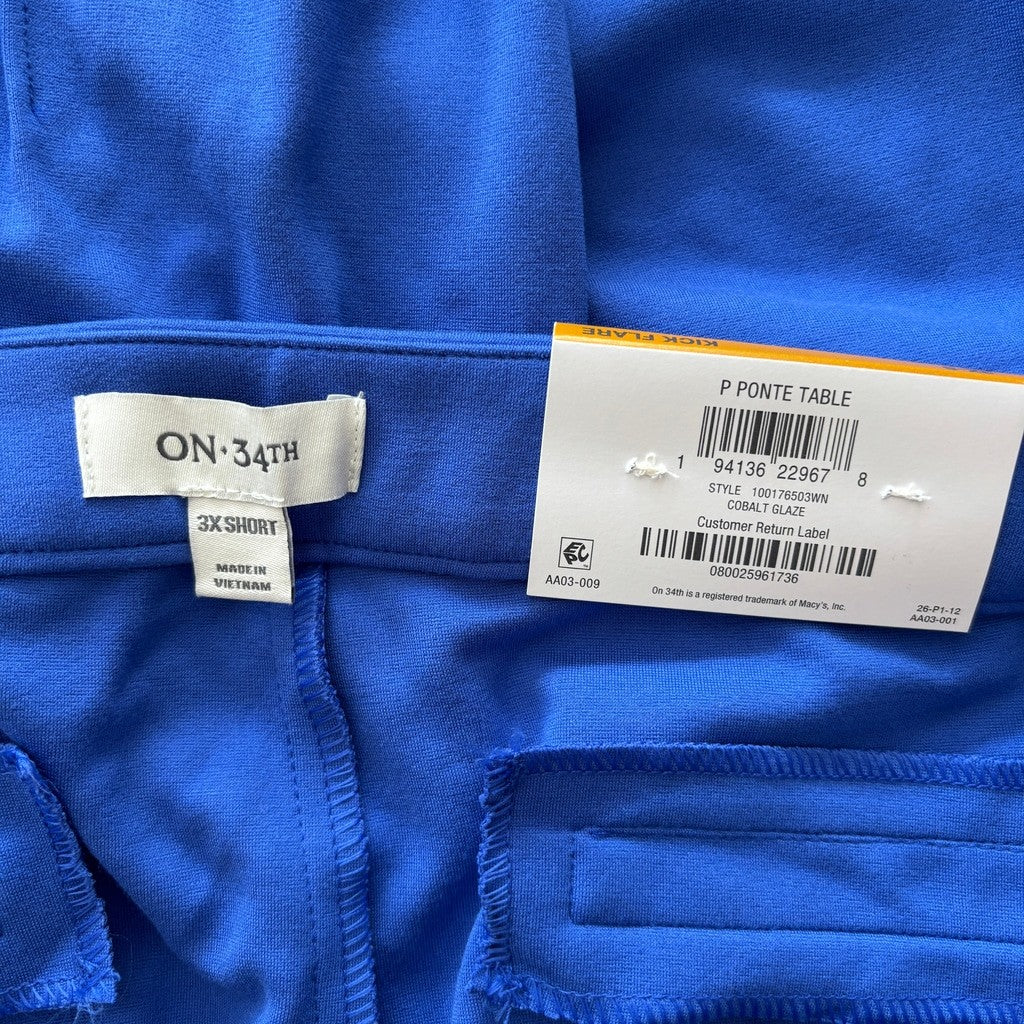 KICK FLARE
P PONTE TABLE
1 94136 22967 8
STYLE 100176503WN
COBALT GLAZE
Customer Return Label
080025961736
EPC
AA03-009
On 34th is a registered trademark of Macy's, Inc.
26-P1-12
AA03-001
ON·34TH
3X SHORT
MADE IN
VIETNAM